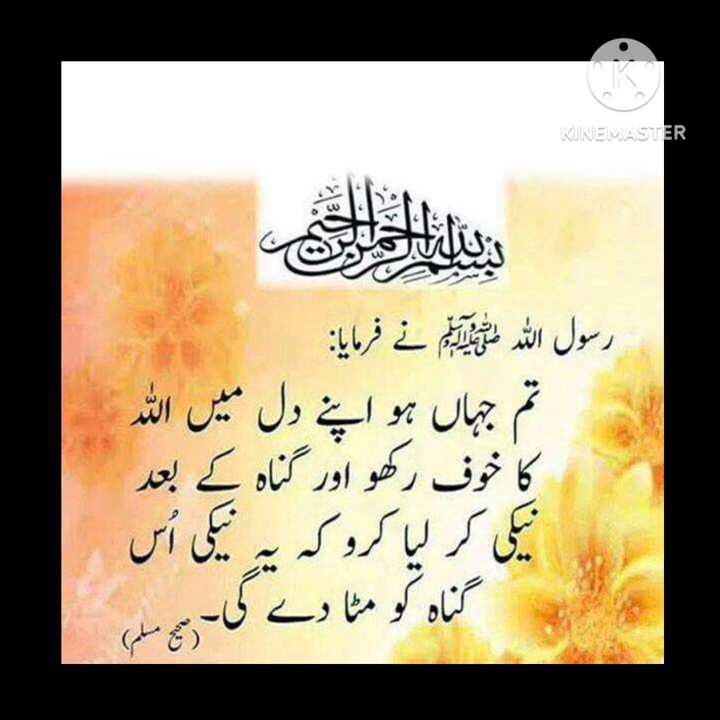 KINEMASTER
بسم الله الرحمن الرحيم
رسول اللہ ﷺ نے فرمایا:
تم جہاں ہو اپنے دل میں اللہ
کا خوف رکھو اور گناہ کے بعد
نیکی کر لیا کرو کہ یہ نیکی اُس
گناہ کو مٹا دے گی۔
(صحیح مسلم)